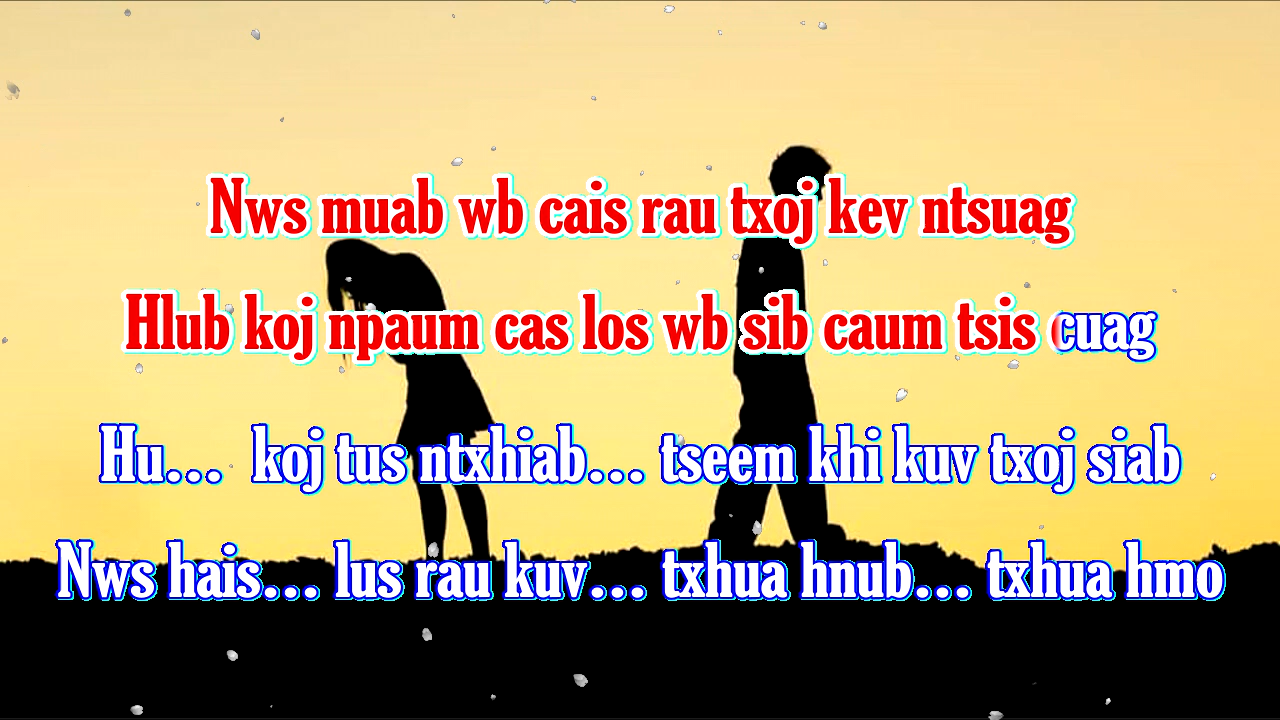 Nws muab wb cais rau txoj kev ntsuag
Hlub koj npaum cas los wb sib caum tsis cuag
Hu... koj tus ntxhiab... tseem khi kuv txoj siab
Nws hais... lus rau kuv... txhua hnub... txhua hmo